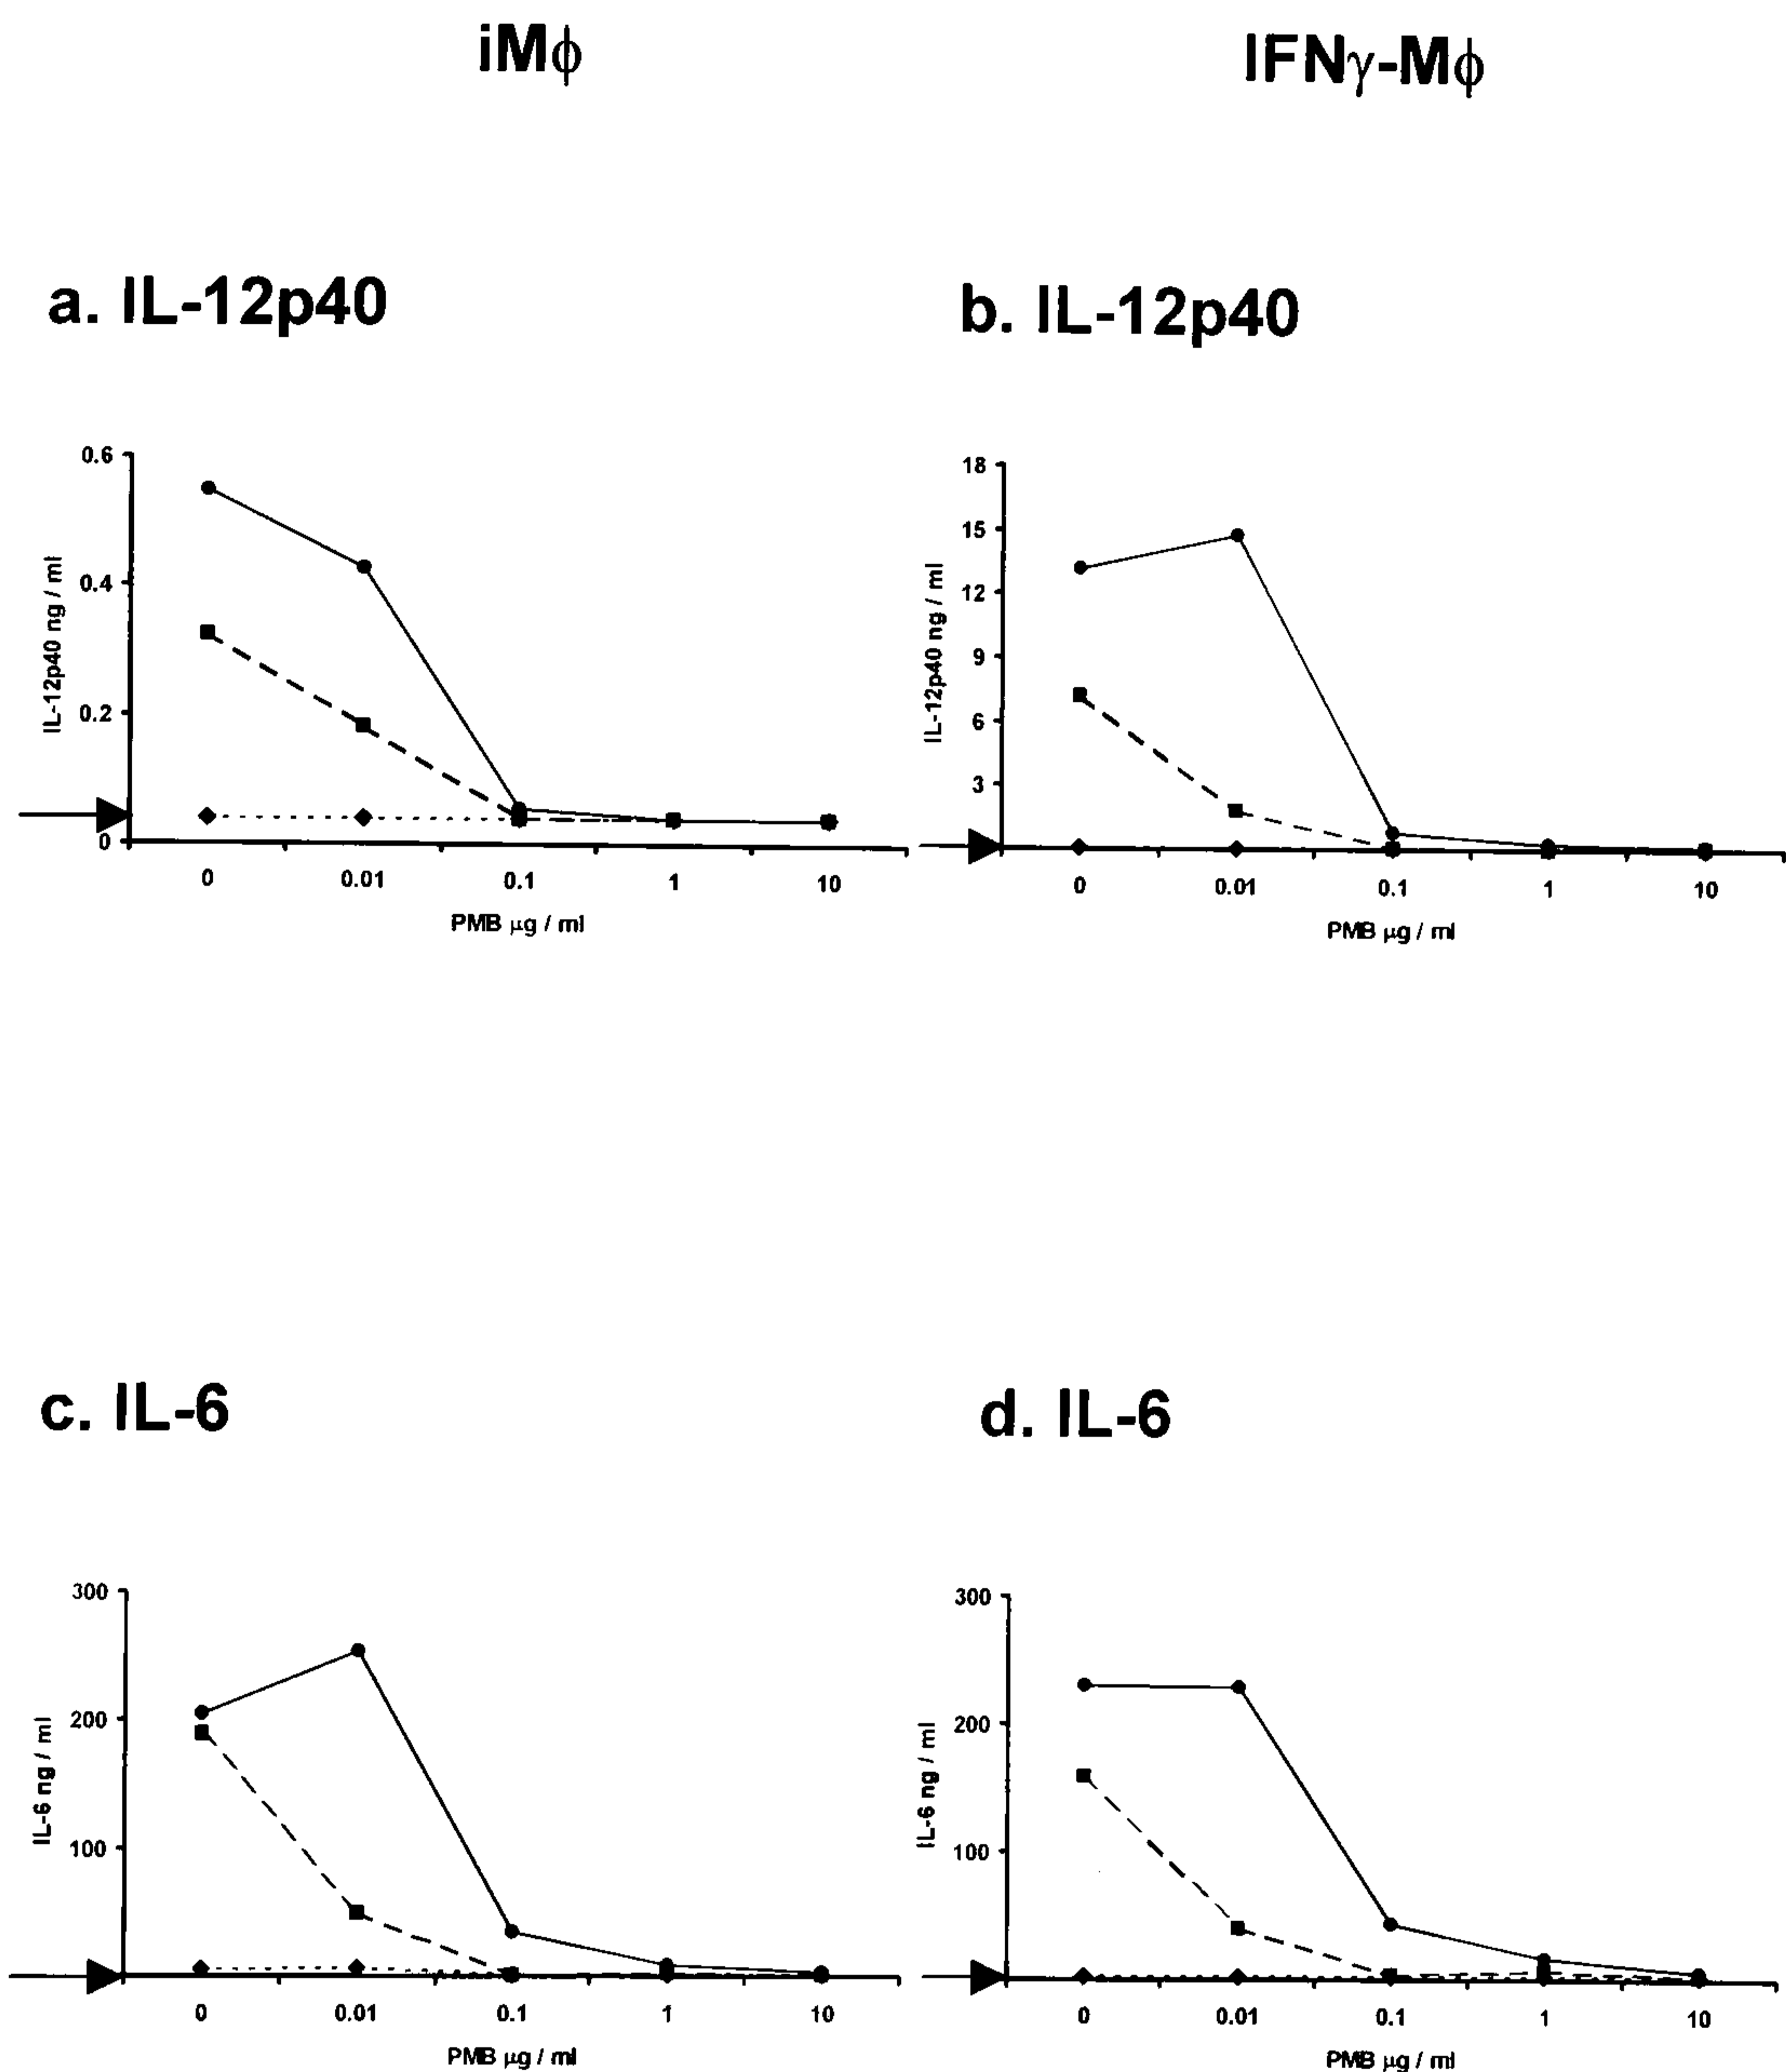 iMϕ
IFNγ-Mϕ
a. IL-12p40
b. IL-12p40
IL-12p40 ng / ml
0.6
0.4
0.2
0
0
0.01
0.1
1
10
PMB μg / ml
IL-12p40 ng / ml
18
15
12
9
6
3
0
0.01
0.1
1
10
PMB μg / ml
c. IL-6
d. IL-6
IL-6 ng / ml
300
200
100
0
0.01
0.1
1
10
PMB μg / ml
IL-6 ng / ml
300
200
100
0
0.01
0.1
1
10
PMB μg / ml